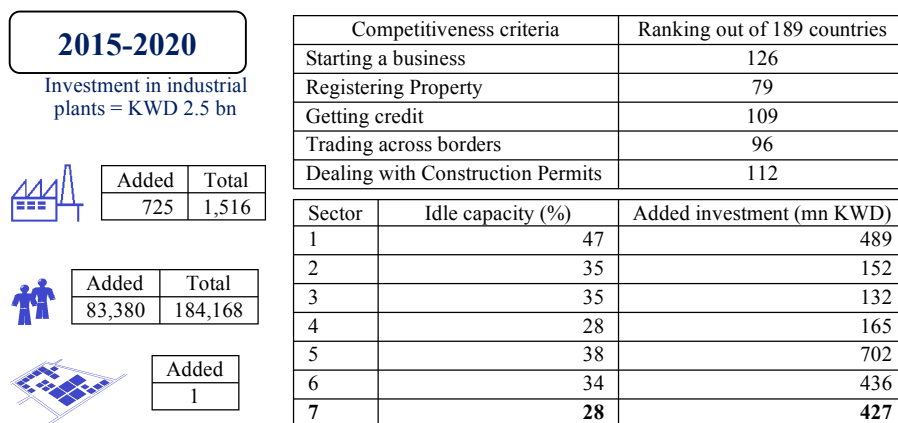 2015-2020
Investment in industrial
plants = KWD 2.5 bn
Added Total
725 1,516
Added Total
83,380 184,168
Added
1
Competitiveness criteria Ranking out of 189 countries
Starting a business 126
Registering Property 79
Getting credit 109
Trading across borders 96
Dealing with Construction Permits 112
Sector Idle capacity (%) Added investment (mn KWD)
1 47 489
2 35 152
3 35 132
4 28 165
5 38 702
6 34 436
7 28 427